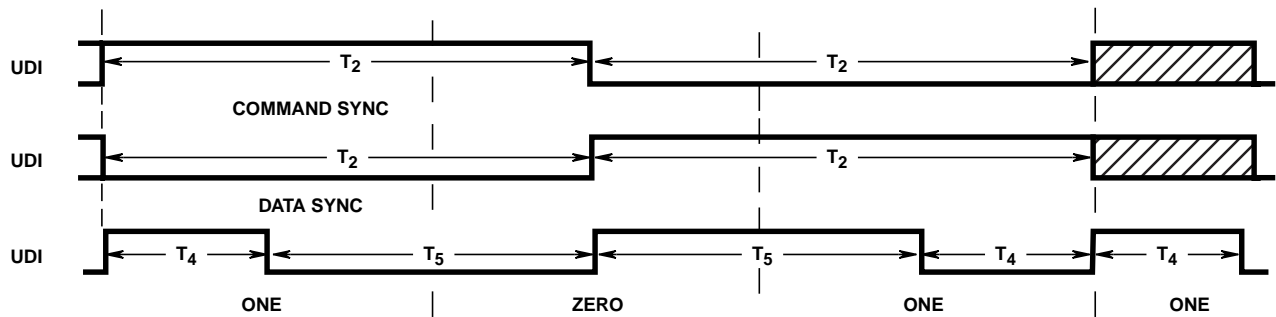 UDI T2 T2
COMMAND SYNC
UDI T2 T2
DATA SYNC
UDI T4 T5 T5 T4 T4
ONE ZERO ONE ONE